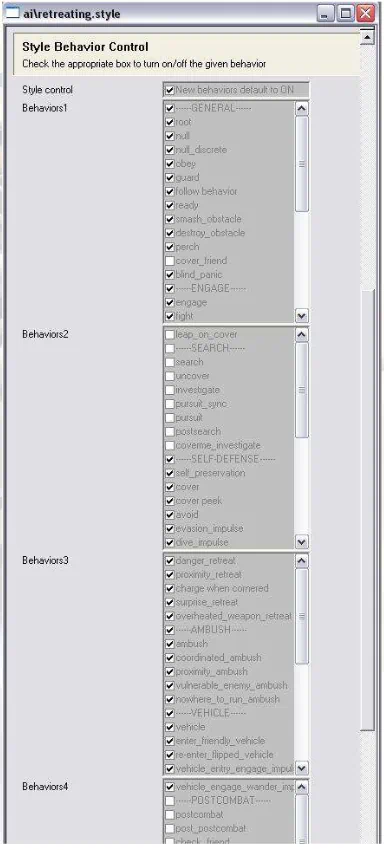 ai\retreating.style
Style Behavior Control
Check the appropriate box to turn on/off the given behavior
Style control
New behaviors default to ON
Behaviors1
------GENERAL------
root
null
null_discrete
obey
guard
follow behavior
ready
smash_obstacle
destroy_obstacle
perch
cover_friend
blind_panic
------ENGAGE------
engage
fight
Behaviors2
leap_on_cover
------SEARCH------
search
uncover
investigate
pursuit_sync
pursuit
postsearch
coverme_investigate
------SELF-DEFENSE------
self_preservation
cover
cover peek
avoid
evasion_impulse
dive_impulse
Behaviors3
danger_retreat
proximity_retreat
charge when cornered
surprise_retreat
overheated_weapon_retreat
------AMBUSH------
ambush
coordinated_ambush
proximity_ambush
vulnerable_enemy_ambush
nowhere_to_run_ambush
------VEHICLE------
vehicle
enter_friendly_vehicle
re-enter_flipped_vehicle
vehicle_entry_engage_impul
Behaviors4
vehicle_engage_wander_imp
------POSTCOMBAT------
postcombat
post_postcombat
check_friend